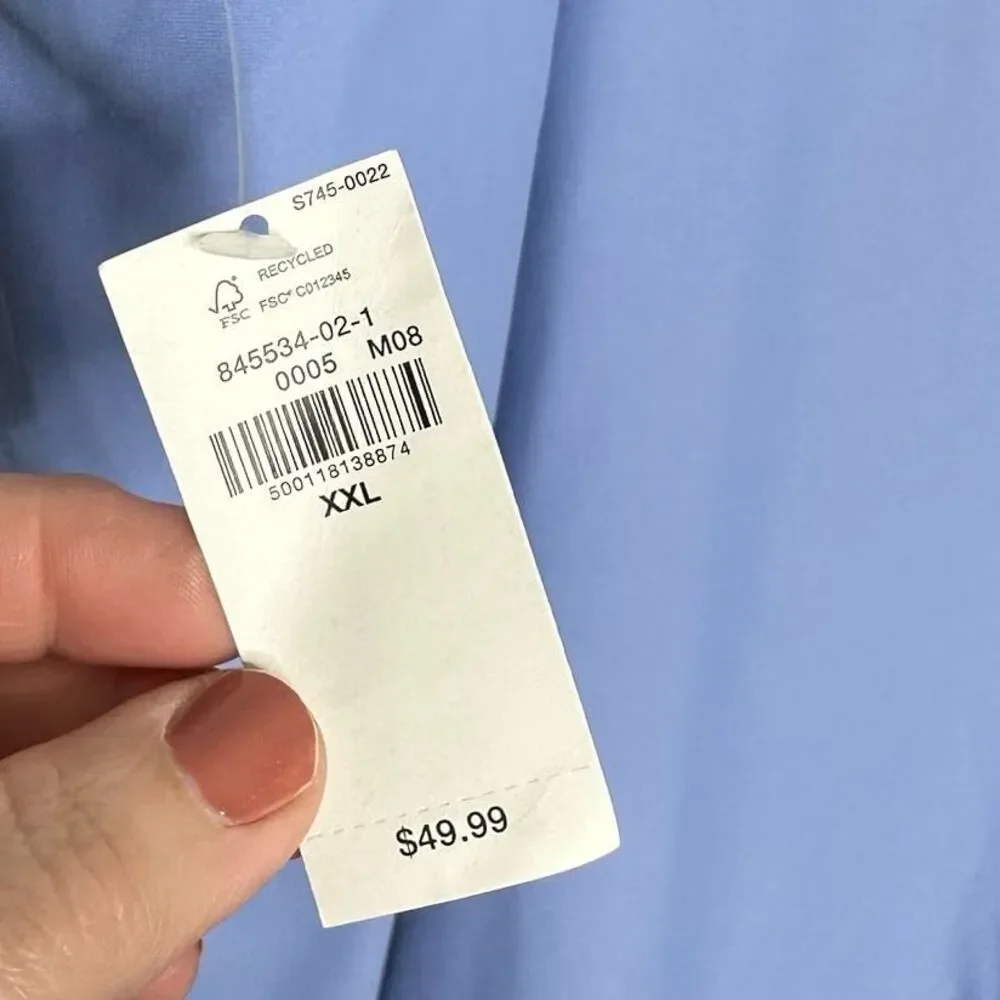 S745-0022
RECYCLED
FSC® C012345
FSC
845534-02-1
0005 M08
500118138874
XXL
$49.99